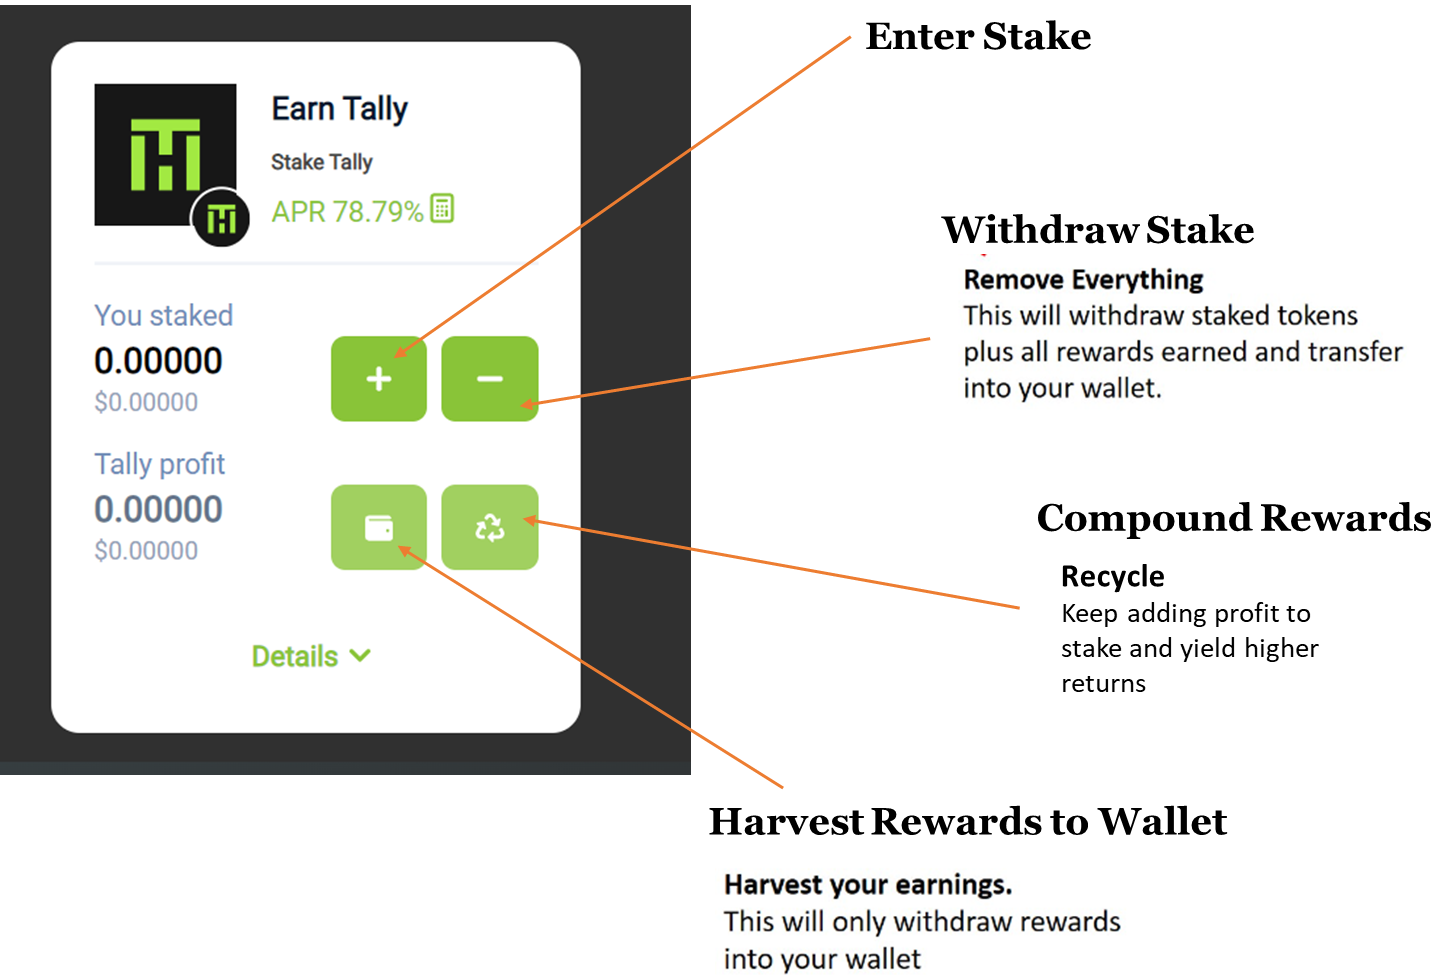 Enter Stake
Earn Tally
Stake Tally
APR 78.79%
Withdraw Stake
Remove Everything
This will withdraw staked tokens
plus all rewards earned and transfer
into your wallet.
You staked
0.00000
$0.00000
+ −
Tally profit
0.00000
$0.00000
Compound Rewards
Recycle
Keep adding profit to
stake and yield higher
returns
Details
Harvest Rewards to Wallet
Harvest your earnings.
This will only withdraw rewards
into your wallet